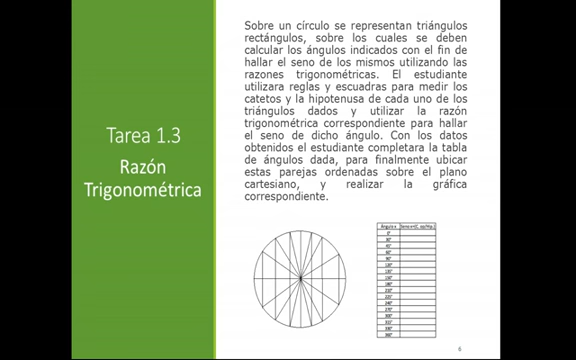 Tarea 1.3
Razón
Trigonométrica
Sobre un círculo se representan triángulos
rectángulos, sobre los cuales se deben
calcular los ángulos indicados con el fin de
hallar el seno de los mismos utilizando las
razones trigonométricas. El estudiante
utilizara reglas y escuadras para medir los
catetos y la hipotenusa de cada uno de los
triángulos dados y utilizar la razón
trigonométrica correspondiente para hallar
el seno de dicho ángulo. Con los datos
obtenidos el estudiante completara la tabla
de ángulos dada, para finalmente ubicar
estas parejas ordenadas sobre el plano
cartesiano, y realizar la gráfica
correspondiente.
Ángulo x
0°
30°
45°
60°
90°
120°
135°
150°
180°
210°
225°
240°
270°
300°
315°
330°
360°
6